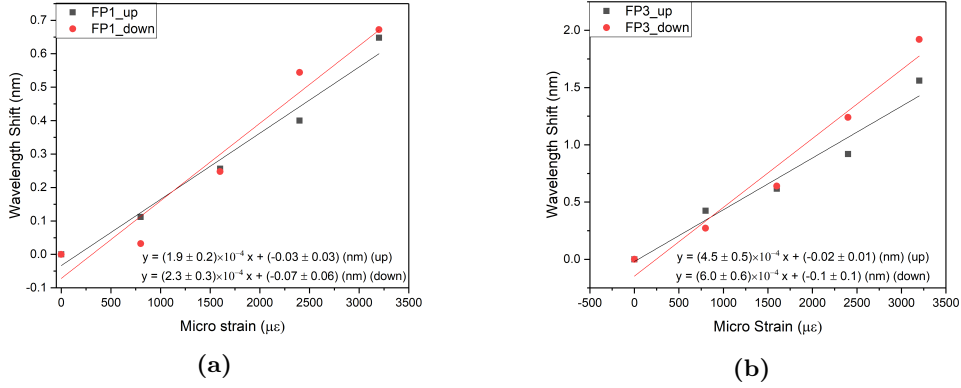 FP1_up
FP1_down
0.7
0.6
0.5
0.4
0.3
0.2
0.1
0.0
-0.1
Wavelength Shift (nm)
y = (1.9 ± 0.2)×10⁻⁴ x + (-0.03 ± 0.03) (nm) (up)
y = (2.3 ± 0.3)×10⁻⁴ x + (-0.07 ± 0.06) (nm) (down)
0 500 1000 1500 2000 2500 3000 3500
Micro strain (με)
(a)
FP3_up
FP3_down
2.0
1.5
1.0
0.5
0.0
Wavelength Shift (nm)
y = (4.5 ± 0.5)×10⁻⁴ x + (-0.02 ± 0.01) (nm) (up)
y = (6.0 ± 0.6)×10⁻⁴ x + (-0.1 ± 0.1) (nm) (down)
-500 0 500 1000 1500 2000 2500 3000 3500
Micro Strain (με)
(b)